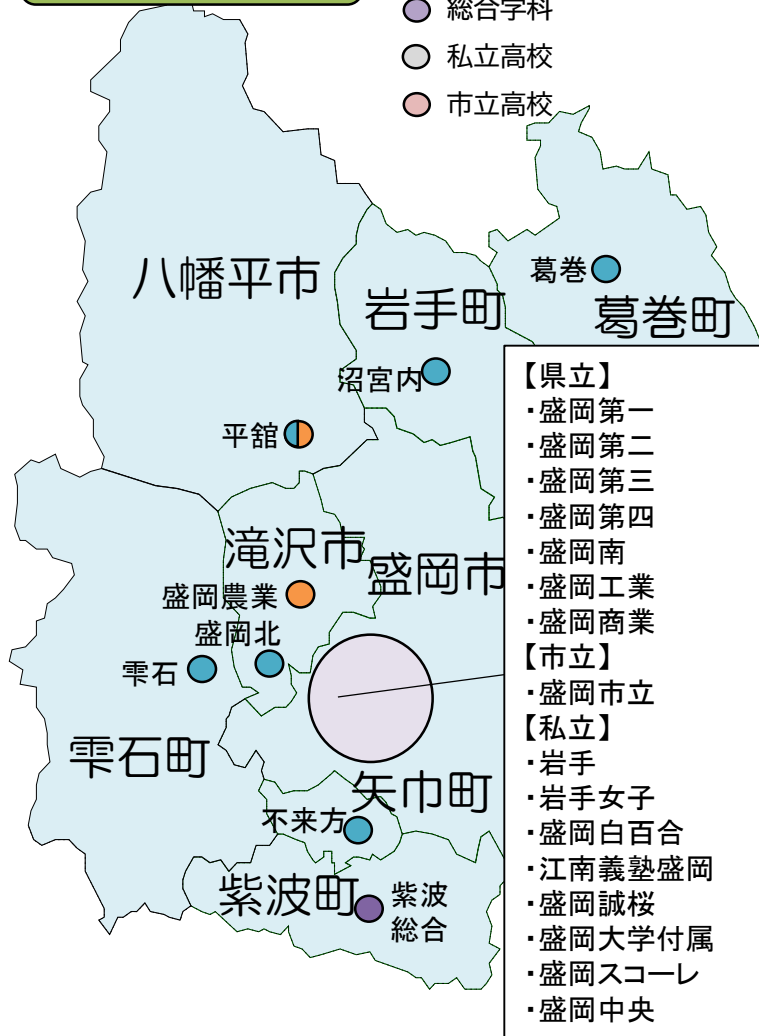 総合学科
私立高校
市立高校
八幡平市
岩手町
葛巻
葛巻町
沼宮内
平舘
滝沢市
盛岡市
盛岡農業
盛岡北
雫石
雫石町
矢巾町
不来方
紫波町
紫波
総合
【県立】
・盛岡第一
・盛岡第二
・盛岡第三
・盛岡第四
・盛岡南
・盛岡工業
・盛岡商業
【市立】
・盛岡市立
【私立】
・岩手
・岩手女子
・盛岡白百合
・江南義塾盛岡
・盛岡誠桜
・盛岡大学付属
・盛岡スコーレ
・盛岡中央